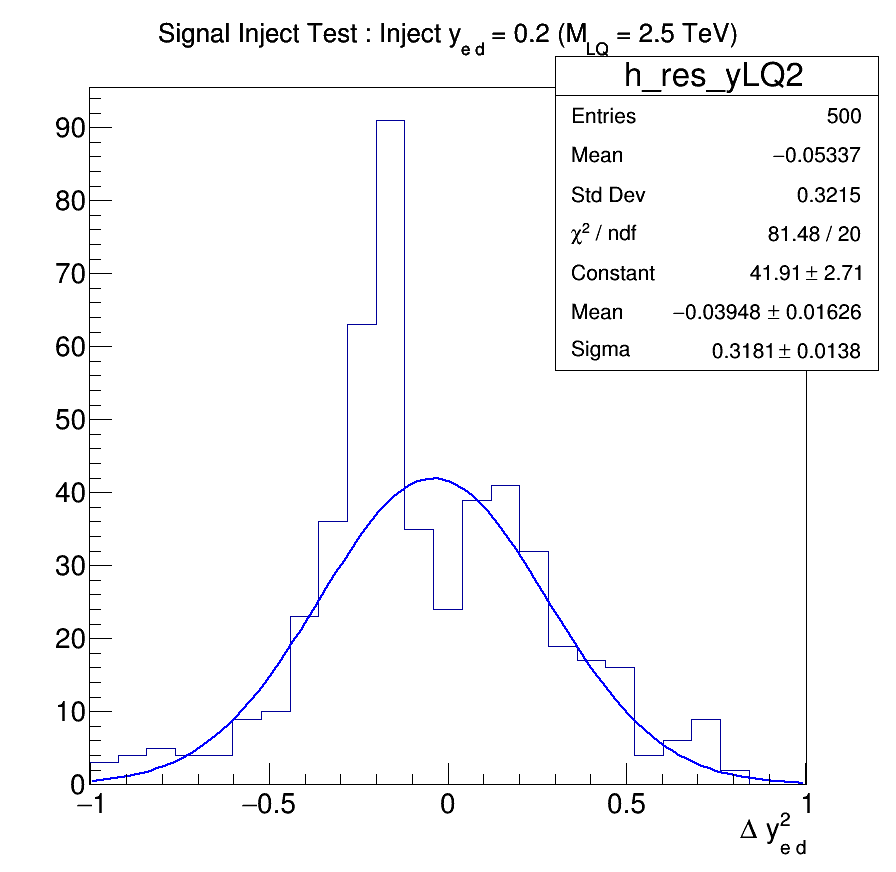 Signal Inject Test : Inject y_{e d} = 0.2 (M_{LQ} = 2.5 TeV)
h_res_yLQ2
Entries 500
Mean −0.05337
Std Dev 0.3215
χ² / ndf 81.48 / 20
Constant 41.91 ± 2.71
Mean −0.03948 ± 0.01626
Sigma 0.3181 ± 0.0138
90
80
70
60
50
40
30
20
10
0
−1 −0.5 0 0.5 1
Δ y²_{e d}